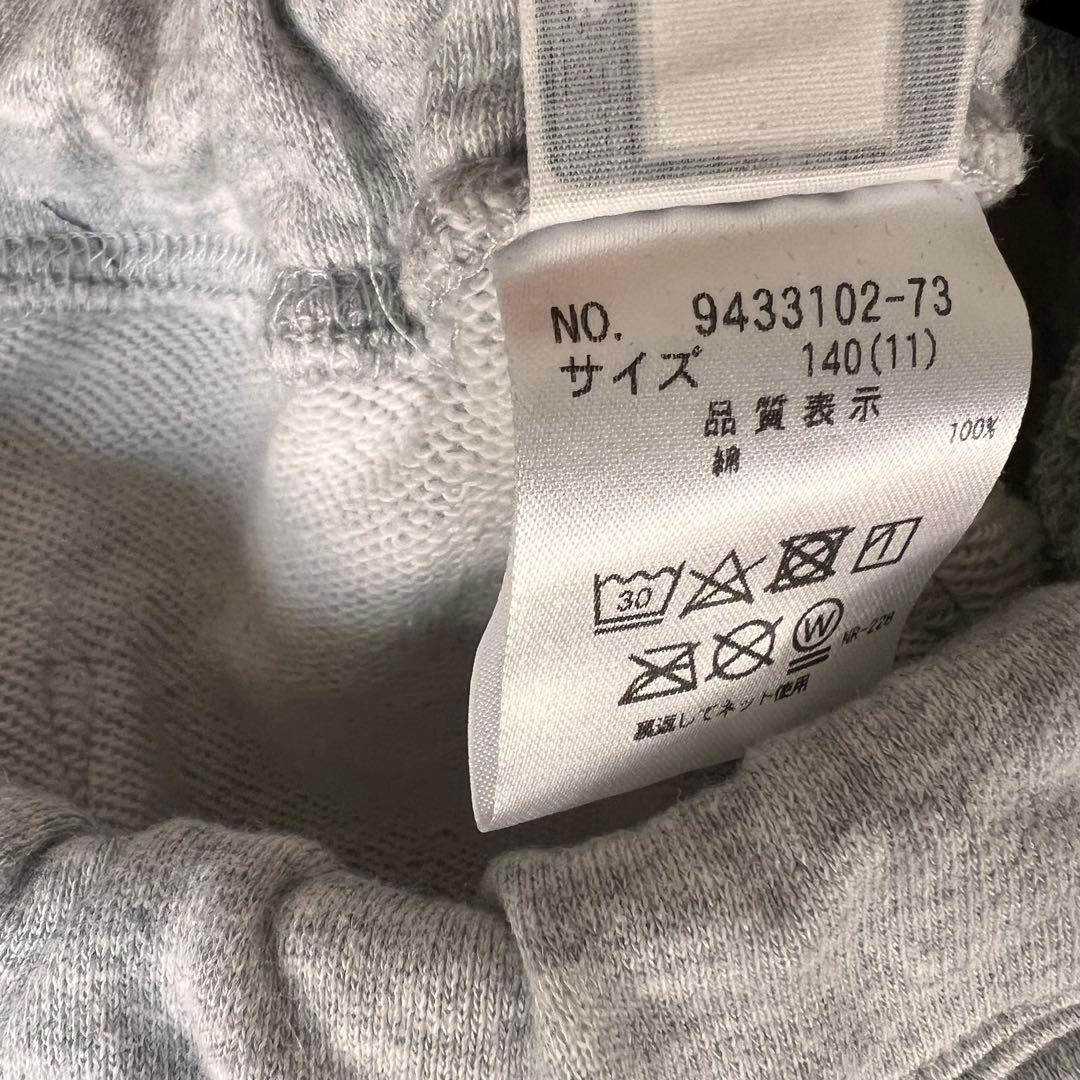 NO. 9433102-73
サイズ 140(11)
品質表示
綿 100%
30
W NR-228
裏返してネット使用